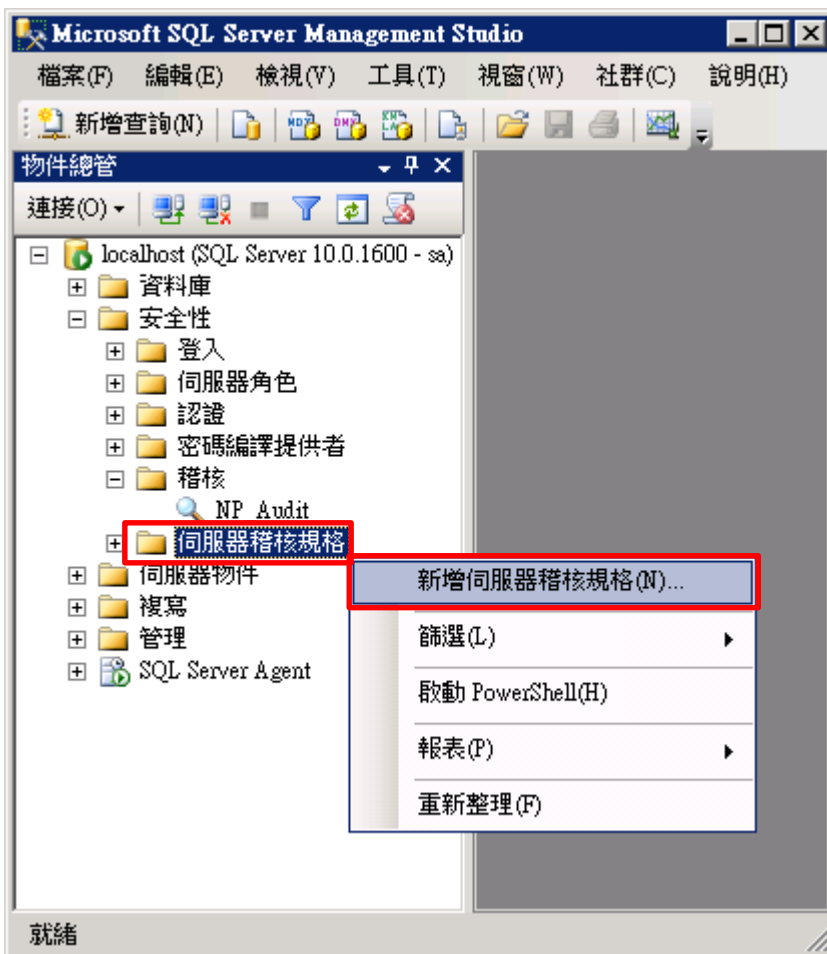 Microsoft SQL Server Management Studio
檔案(F) 編輯(E) 檢視(V) 工具(T) 視窗(W) 社群(C) 說明(H)
新增查詢(N)
物件總管
連接(O)
localhost (SQL Server 10.0.1600 - sa)
資料庫
安全性
登入
伺服器角色
認證
密碼編譯提供者
稽核
NP_Audit
伺服器稽核規格
新增伺服器稽核規格(N)...
伺服器物件
篩選(L)
複寫
管理
SQL Server Agent
啟動 PowerShell(H)
報表(P)
重新整理(F)
就緒